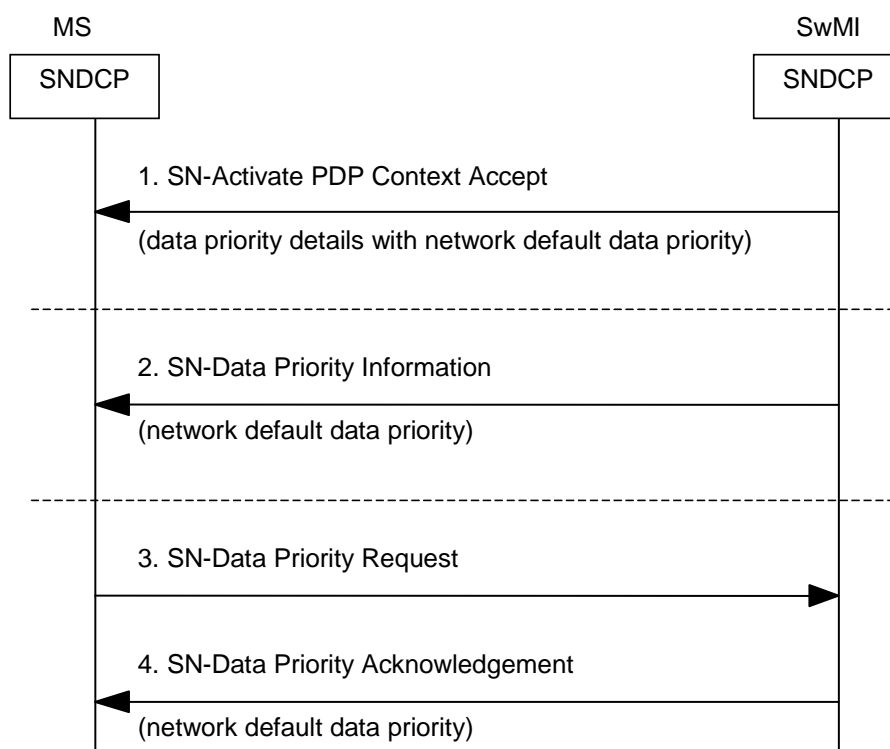 MS
SwMI
SNDCP
SNDCP
1. SN-Activate PDP Context Accept
(data priority details with network default data priority)
2. SN-Data Priority Information
(network default data priority)
3. SN-Data Priority Request
4. SN-Data Priority Acknowledgement
(network default data priority)